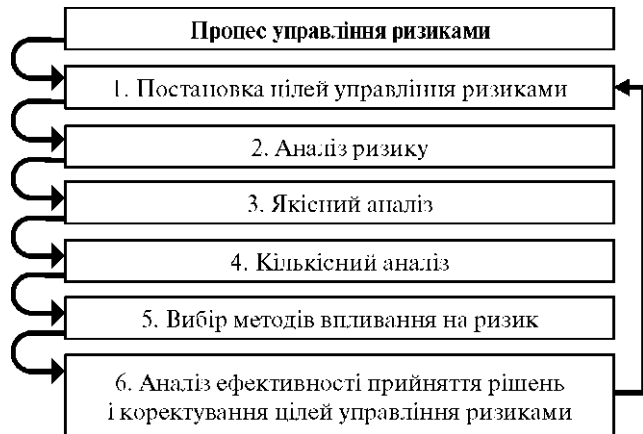 Процес управління ризиками
1. Постановка цілей управління ризиками
2. Аналіз ризику
3. Якісний аналіз
4. Кількісний аналіз
5. Вибір методів впливання на ризик
6. Аналіз ефективності прийняття рішень
і коректування цілей управління ризиками